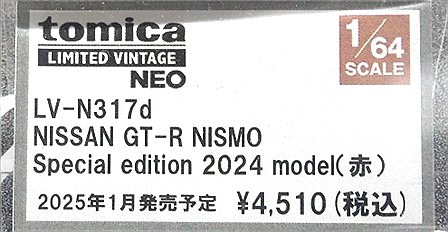 tomica
LIMITED VINTAGE
NEO
1/64
SCALE
LV-N317d
NISSAN GT-R NISMO
Special edition 2024 model(赤)
2025年1月発売予定 ¥4,510(税込)